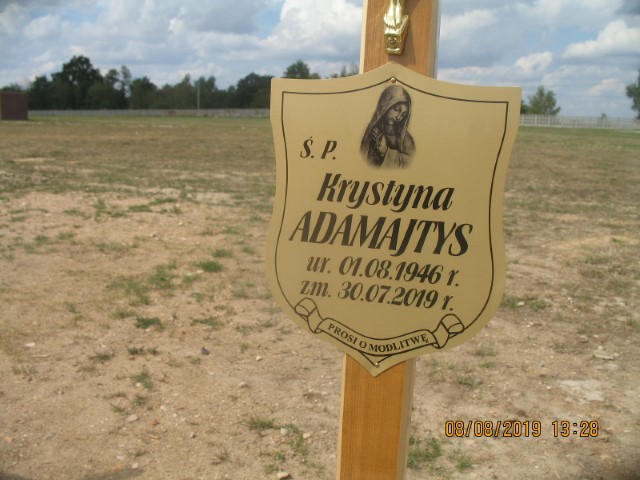 Ś. P.
Krystyna
ADAMAJTYS
ur. 01.08.1946 r.
zm. 30.07.2019 r.
PROSI O MODLITWĘ
08/08/2019 13:28